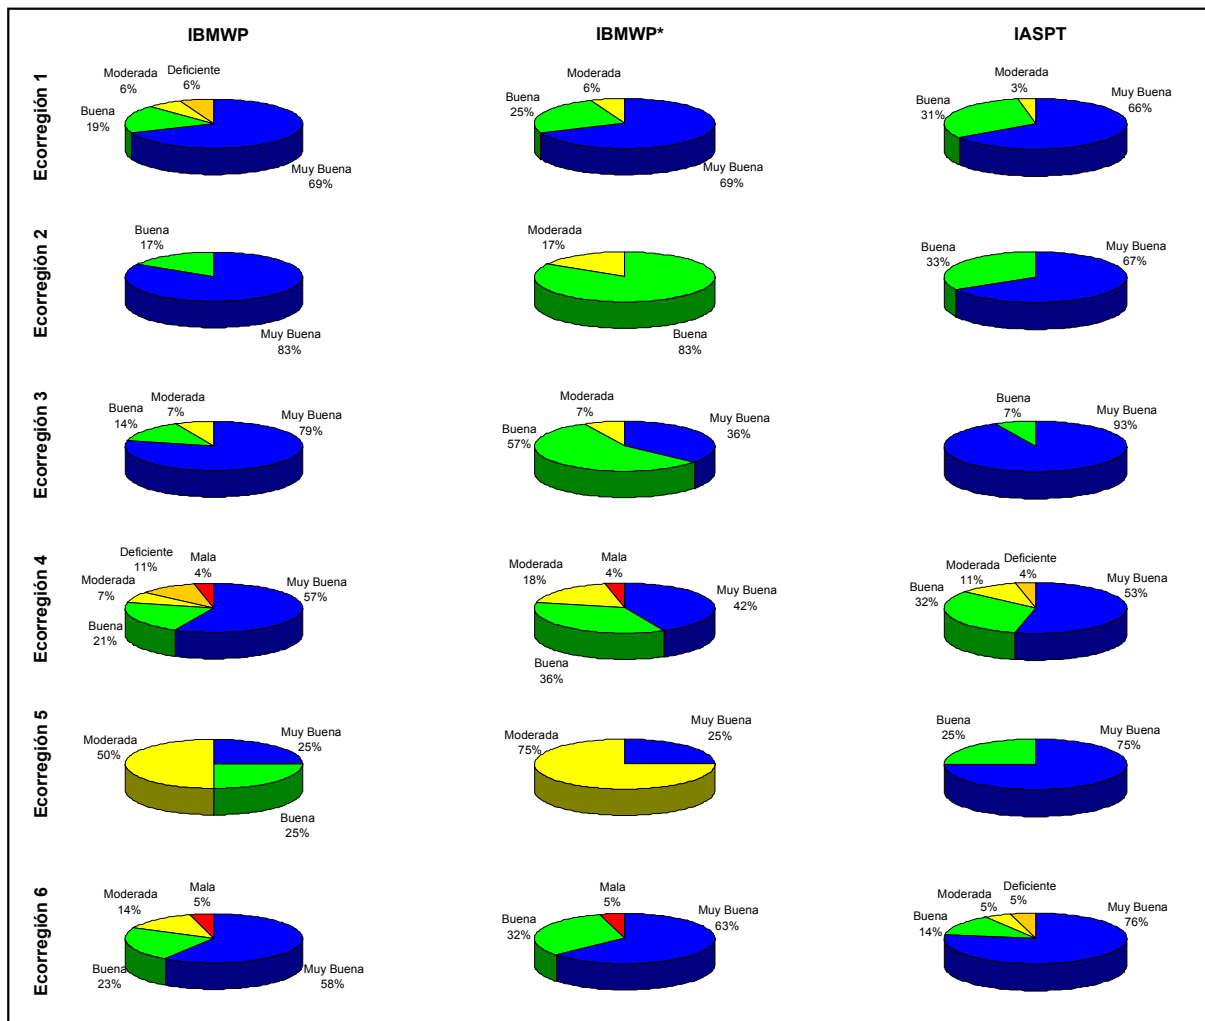 IBMWP
IBMWP*
IASPT
Ecorregión 1
Moderada
6%
Deficiente
6%
Buena
19%
Muy Buena
69%
Moderada
6%
Buena
25%
Muy Buena
69%
Moderada
3%
Buena
31%
Muy Buena
66%
Ecorregión 2
Buena
17%
Muy Buena
83%
Moderada
17%
Buena
83%
Buena
33%
Muy Buena
67%
Ecorregión 3
Moderada
7%
Buena
14%
Muy Buena
79%
Moderada
7%
Buena
57%
Muy Buena
36%
Buena
7%
Muy Buena
93%
Ecorregión 4
Deficiente
11%
Mala
4%
Moderada
7%
Muy Buena
57%
Buena
21%
Moderada
18%
Mala
4%
Muy Buena
42%
Buena
36%
Deficiente
4%
Moderada
11%
Muy Buena
53%
Buena
32%
Ecorregión 5
Moderada
50%
Muy Buena
25%
Buena
25%
Moderada
75%
Muy Buena
25%
Buena
25%
Muy Buena
75%
Ecorregión 6
Moderada
14%
Mala
5%
Buena
23%
Muy Buena
58%
Mala
5%
Buena
32%
Muy Buena
63%
Moderada
5%
Deficiente
5%
Buena
14%
Muy Buena
76%